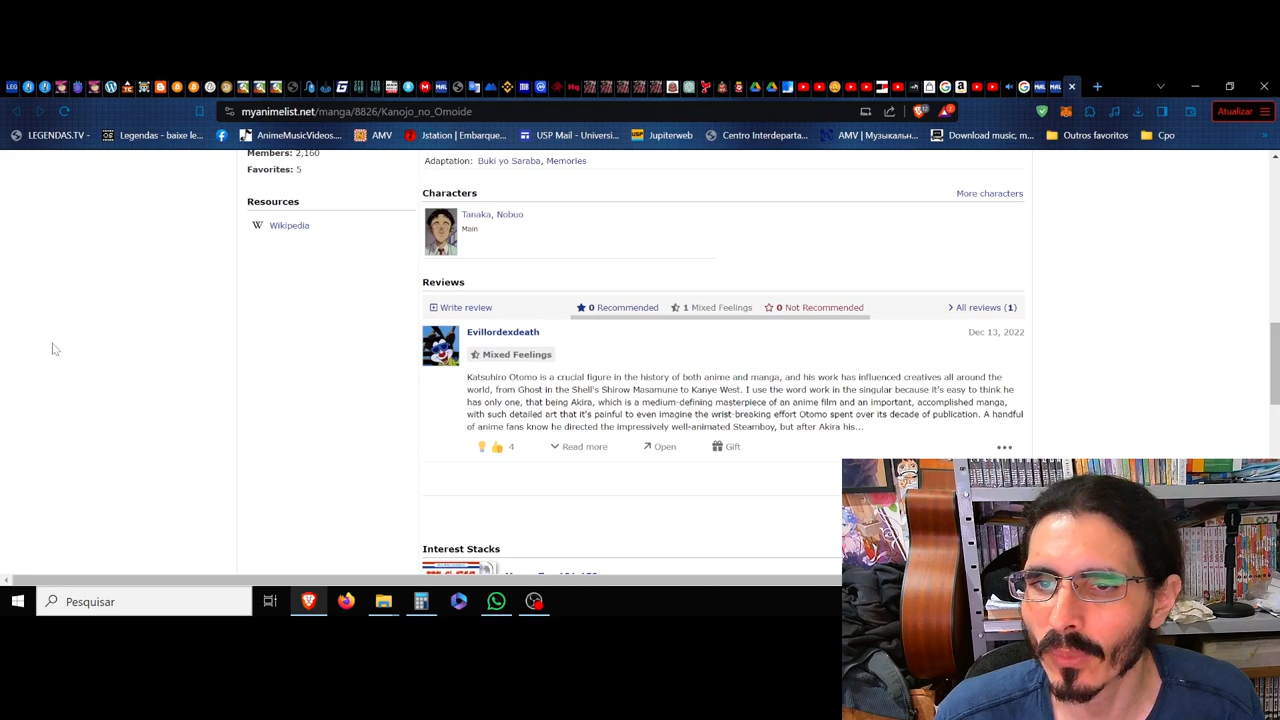 myanimelist.net/manga/8826/Kanojo_no_Omoide
Atualizar
LEGENDAS.TV -
Legendas - baixe le...
AnimeMusicVideos....
AMV
Jstation | Embarque...
USP Mail - Universi...
Jupiterweb
Centro Interdeparta...
AMV | Музыкальн...
Download music, m...
Outros favoritos
Cpo
Members: 2,160
Favorites: 5
Resources
Wikipedia
Adaptation: Buki yo Saraba, Memories
Characters
More characters
Tanaka, Nobuo
Main
Reviews
Write review
0 Recommended
1 Mixed Feelings
0 Not Recommended
All reviews (1)
Evillordexdeath
Dec 13, 2022
Mixed Feelings
Katsuhiro Otomo is a crucial figure in the history of both anime and manga, and his work has influenced creatives all around the
world, from Ghost in the Shell's Shirow Masamune to Kanye West. I use the word work in the singular because it's easy to think he
has only one, that being Akira, which is a medium-defining masterpiece of an anime film and an important, accomplished manga,
with such detailed art that it's painful to even imagine the wrist-breaking effort Otomo spent over its decade of publication. A handful
of anime fans know he directed the impressively well-animated Steamboy, but after Akira his...
4
Read more
Open
Gift
Interest Stacks
Pesquisar